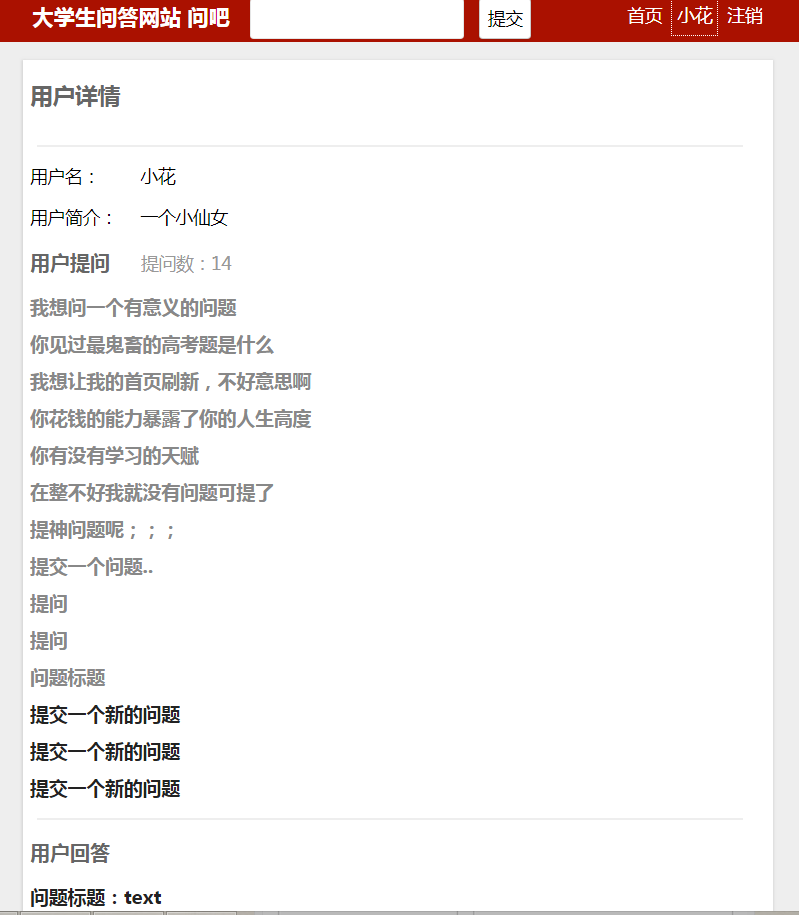 大学生问答网站 问吧 提交 首页 小花 注销
用户详情
用户名： 小花
用户简介： 一个小仙女
用户提问 提问数：14
我想问一个有意义的问题
你见过最鬼畜的高考题是什么
我想让我的首页刷新，不好意思啊
你花钱的能力暴露了你的人生高度
你有没有学习的天赋
在整不好我就没有问题可提了
提神问题呢；；；
提交一个问题..
提问
提问
问题标题
提交一个新的问题
提交一个新的问题
提交一个新的问题
用户回答
问题标题：text